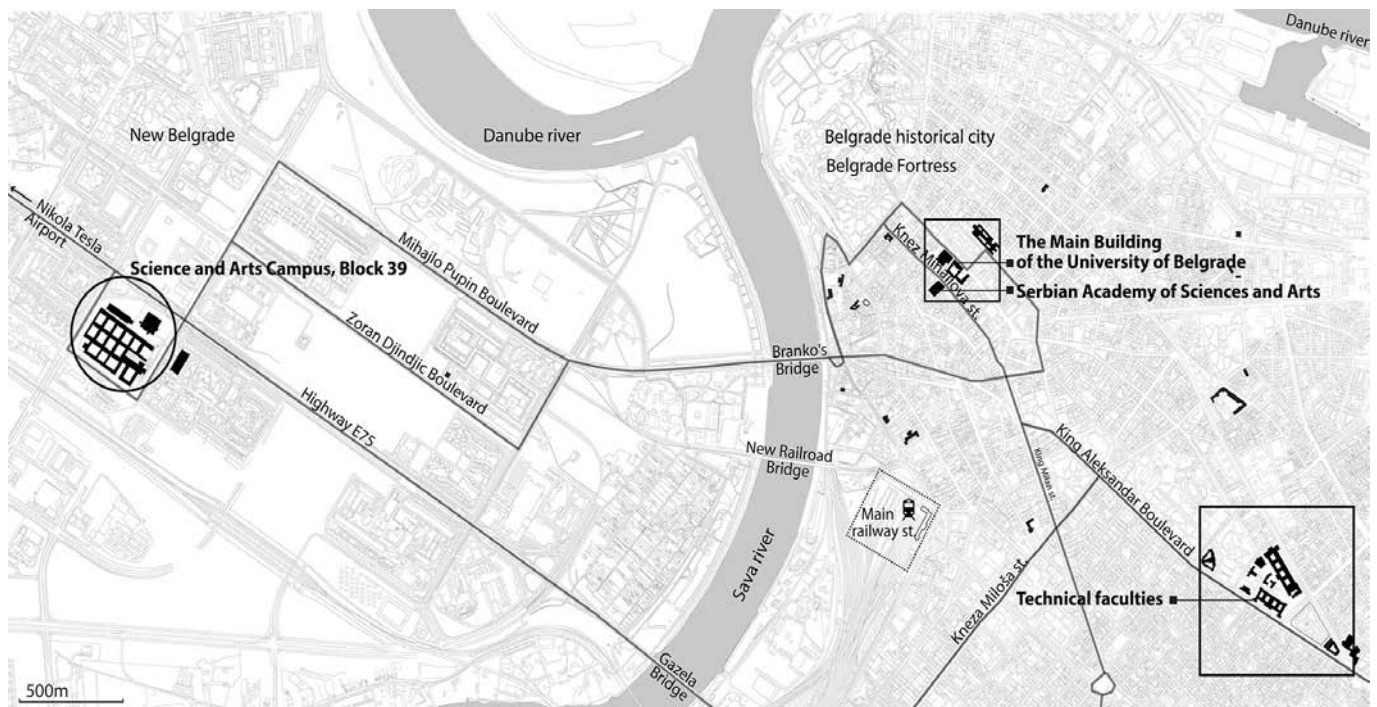 Danube river
New Belgrade
Danube river
Belgrade historical city
Belgrade Fortress
Nikola Tesla
Airport
Science and Arts Campus, Block 39
Mihajlo Pupin Boulevard
Zoran Djindjic Boulevard
Highway E75
Knez Mihailova st.
The Main Building
of the University of Belgrade
Serbian Academy of Sciences and Arts
Branko's
Bridge
New Railroad
Bridge
Main
railway st.
Sava river
King Milan st.
King Aleksandar Boulevard
Kneza Miloša st.
Technical faculties
Gazela
Bridge
500m